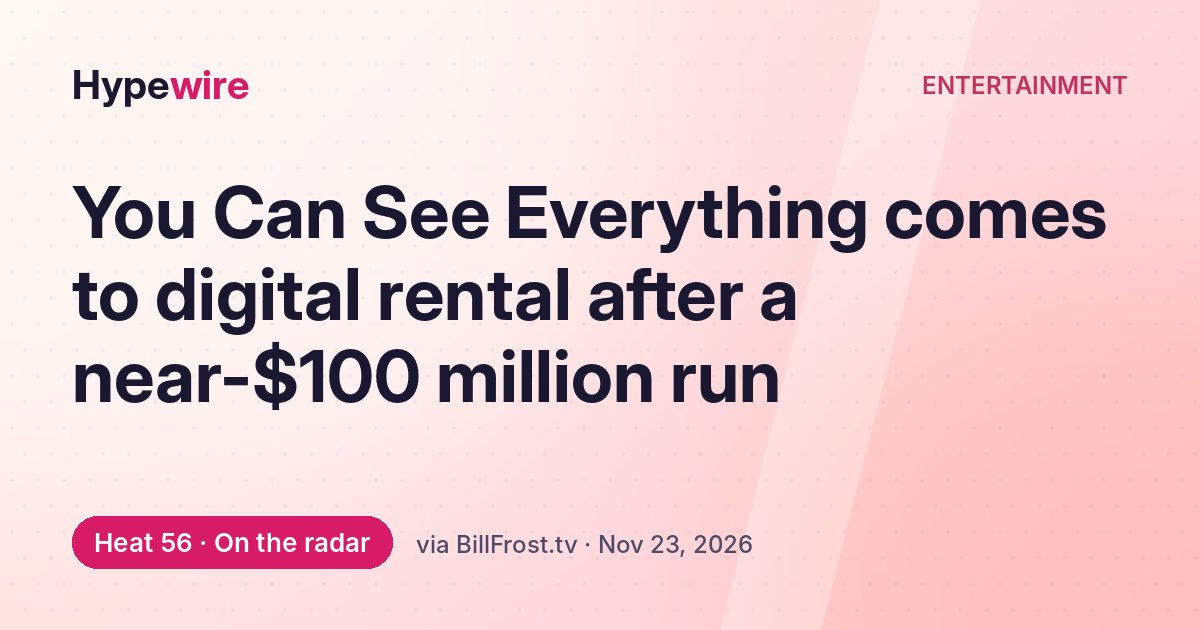 Hypewire
ENTERTAINMENT
You Can See Everything comes
to digital rental after a
near-$100 million run
Heat 56 · On the radar
via BillFrost.tv · Nov 23, 2026